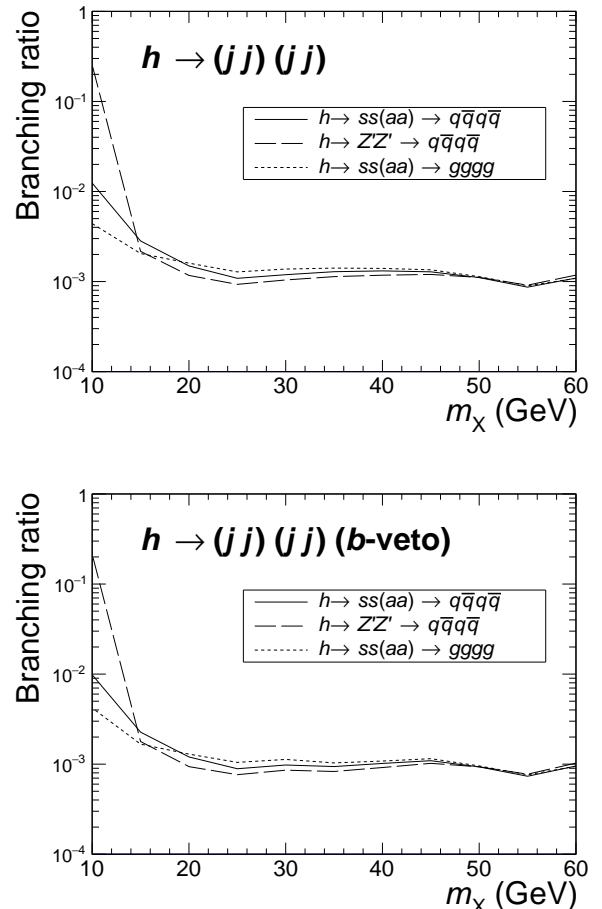 1
10⁻¹
10⁻²
10⁻³
10⁻⁴
Branching ratio
h → (j j) (j j)
h→ ss(aa) → qq̅qq̅
h→ Z'Z' → qq̅qq̅
h→ ss(aa) → gggg
10 20 30 40 50 60
m_X (GeV)
1
10⁻¹
10⁻²
10⁻³
10⁻⁴
Branching ratio
h → (j j) (j j) (b-veto)
h→ ss(aa) → qq̅qq̅
h→ Z'Z' → qq̅qq̅
h→ ss(aa) → gggg
10 20 30 40 50 60
m_X (GeV)